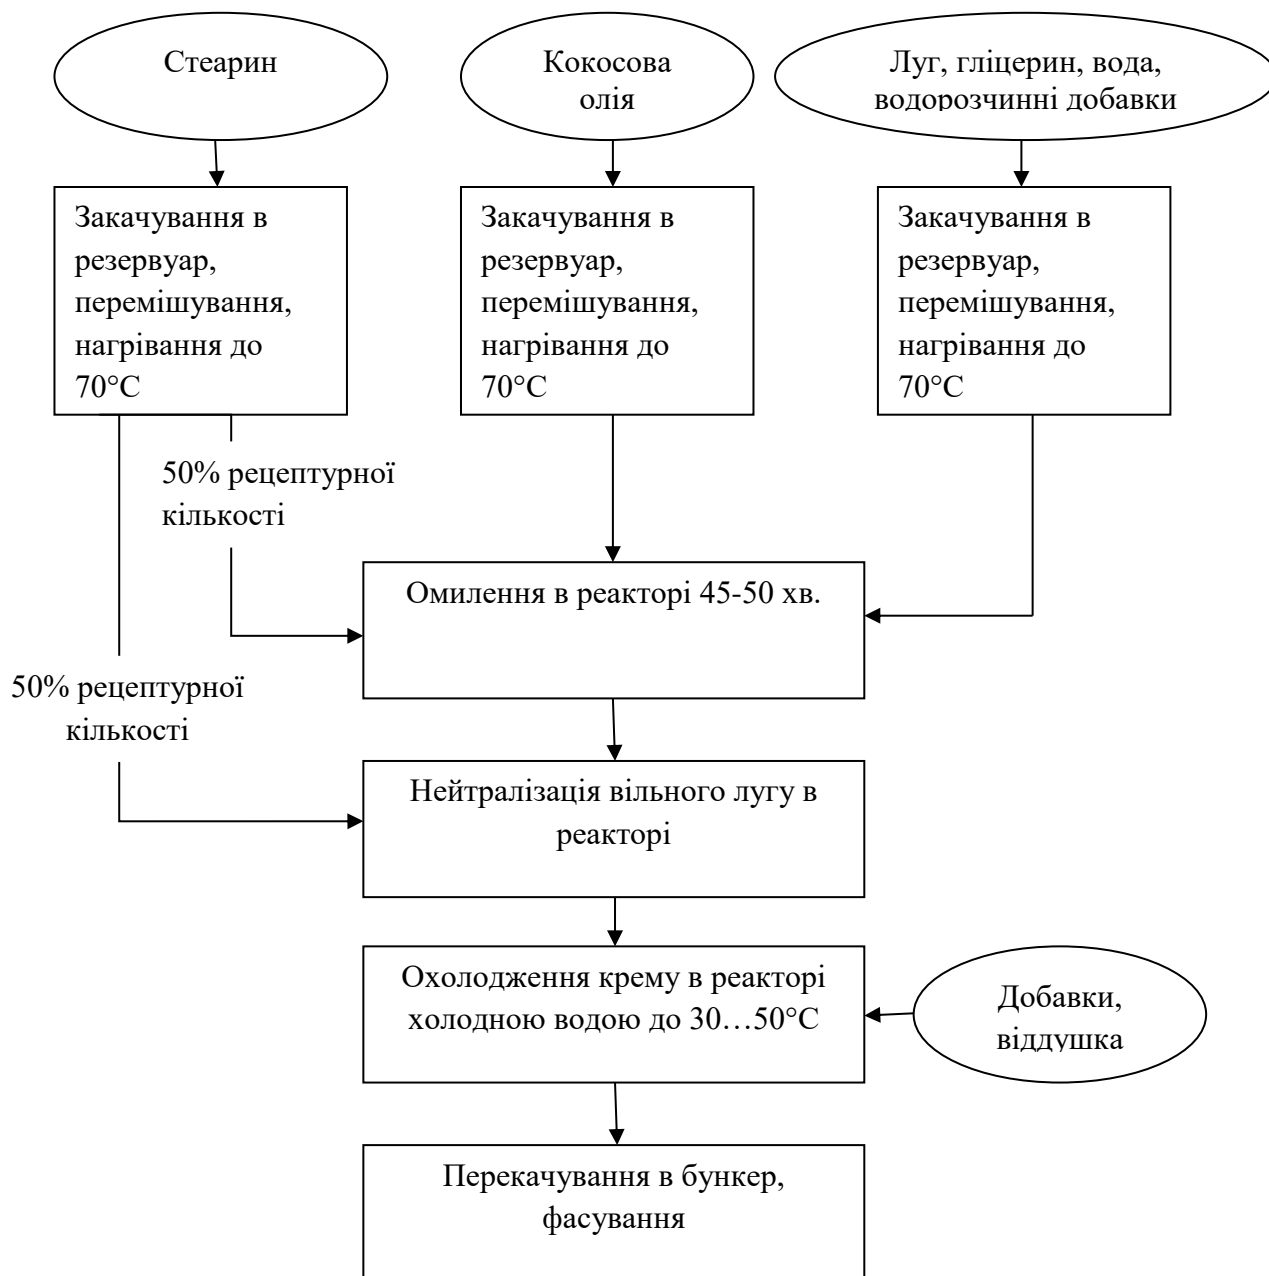 Стеарин
Кокосова
олія
Луг, гліцерин, вода,
водорозчинні добавки
Закачування в
резервуар,
перемішування,
нагрівання до
70°С
Закачування в
резервуар,
перемішування,
нагрівання до
70°С
Закачування в
резервуар,
перемішування,
нагрівання до
70°С
50% рецептурної
кількості
Омилення в реакторі 45-50 хв.
50% рецептурної
кількості
Нейтралізація вільного лугу в
реакторі
Охолодження крему в реакторі
холодною водою до 30…50°С
Добавки,
віддушка
Перекачування в бункер,
фасування